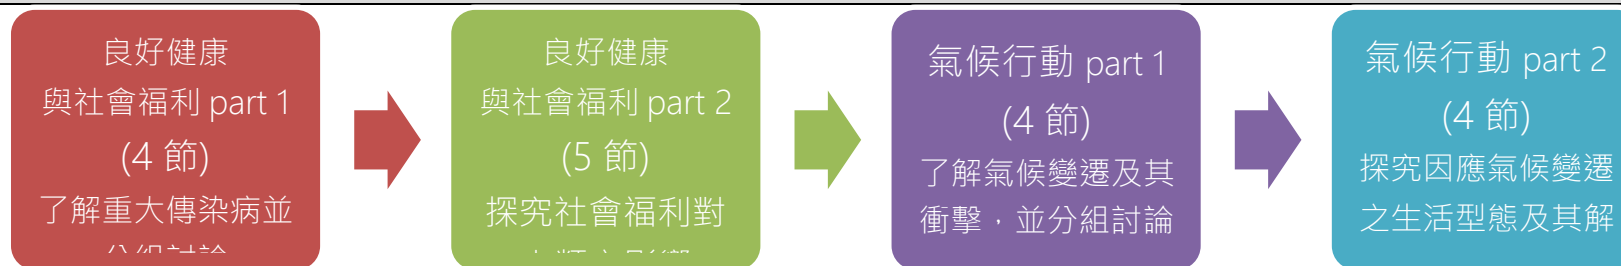 良好健康
與社會福利 part 1
(4 節)
了解重大傳染病並
分組討論
良好健康
與社會福利 part 2
(5 節)
探究社會福利對
氣候行動 part 1
(4 節)
了解氣候變遷及其
衝擊，並分組討論
氣候行動 part 2
(4 節)
探究因應氣候變遷
之生活型態及其解